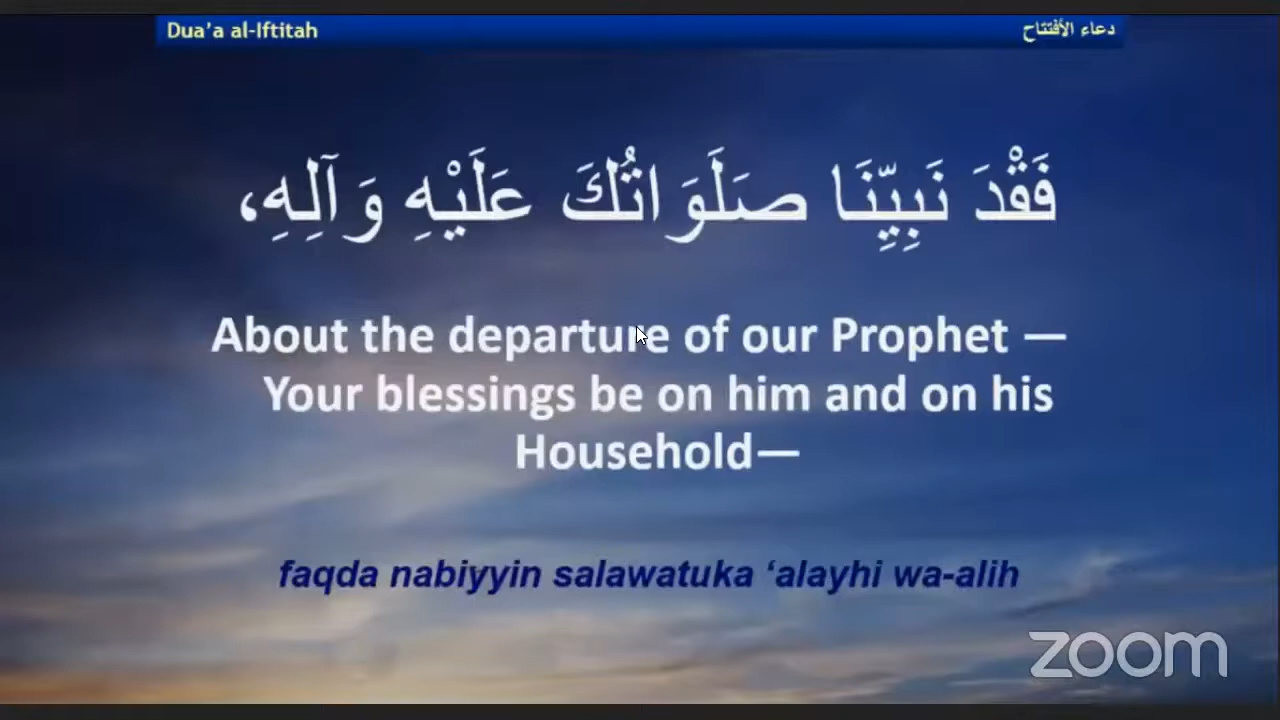 Dua’a al-Iftitah
دعاء الأفتتاح
فَقْدَ نَبِيِّنَا صَلَوَاتُكَ عَلَيْهِ وَآلِهِ،
About the departure of our Prophet —
Your blessings be on him and on his
Household—
faqda nabiyyin salawatuka ‘alayhi wa-alih
zoom